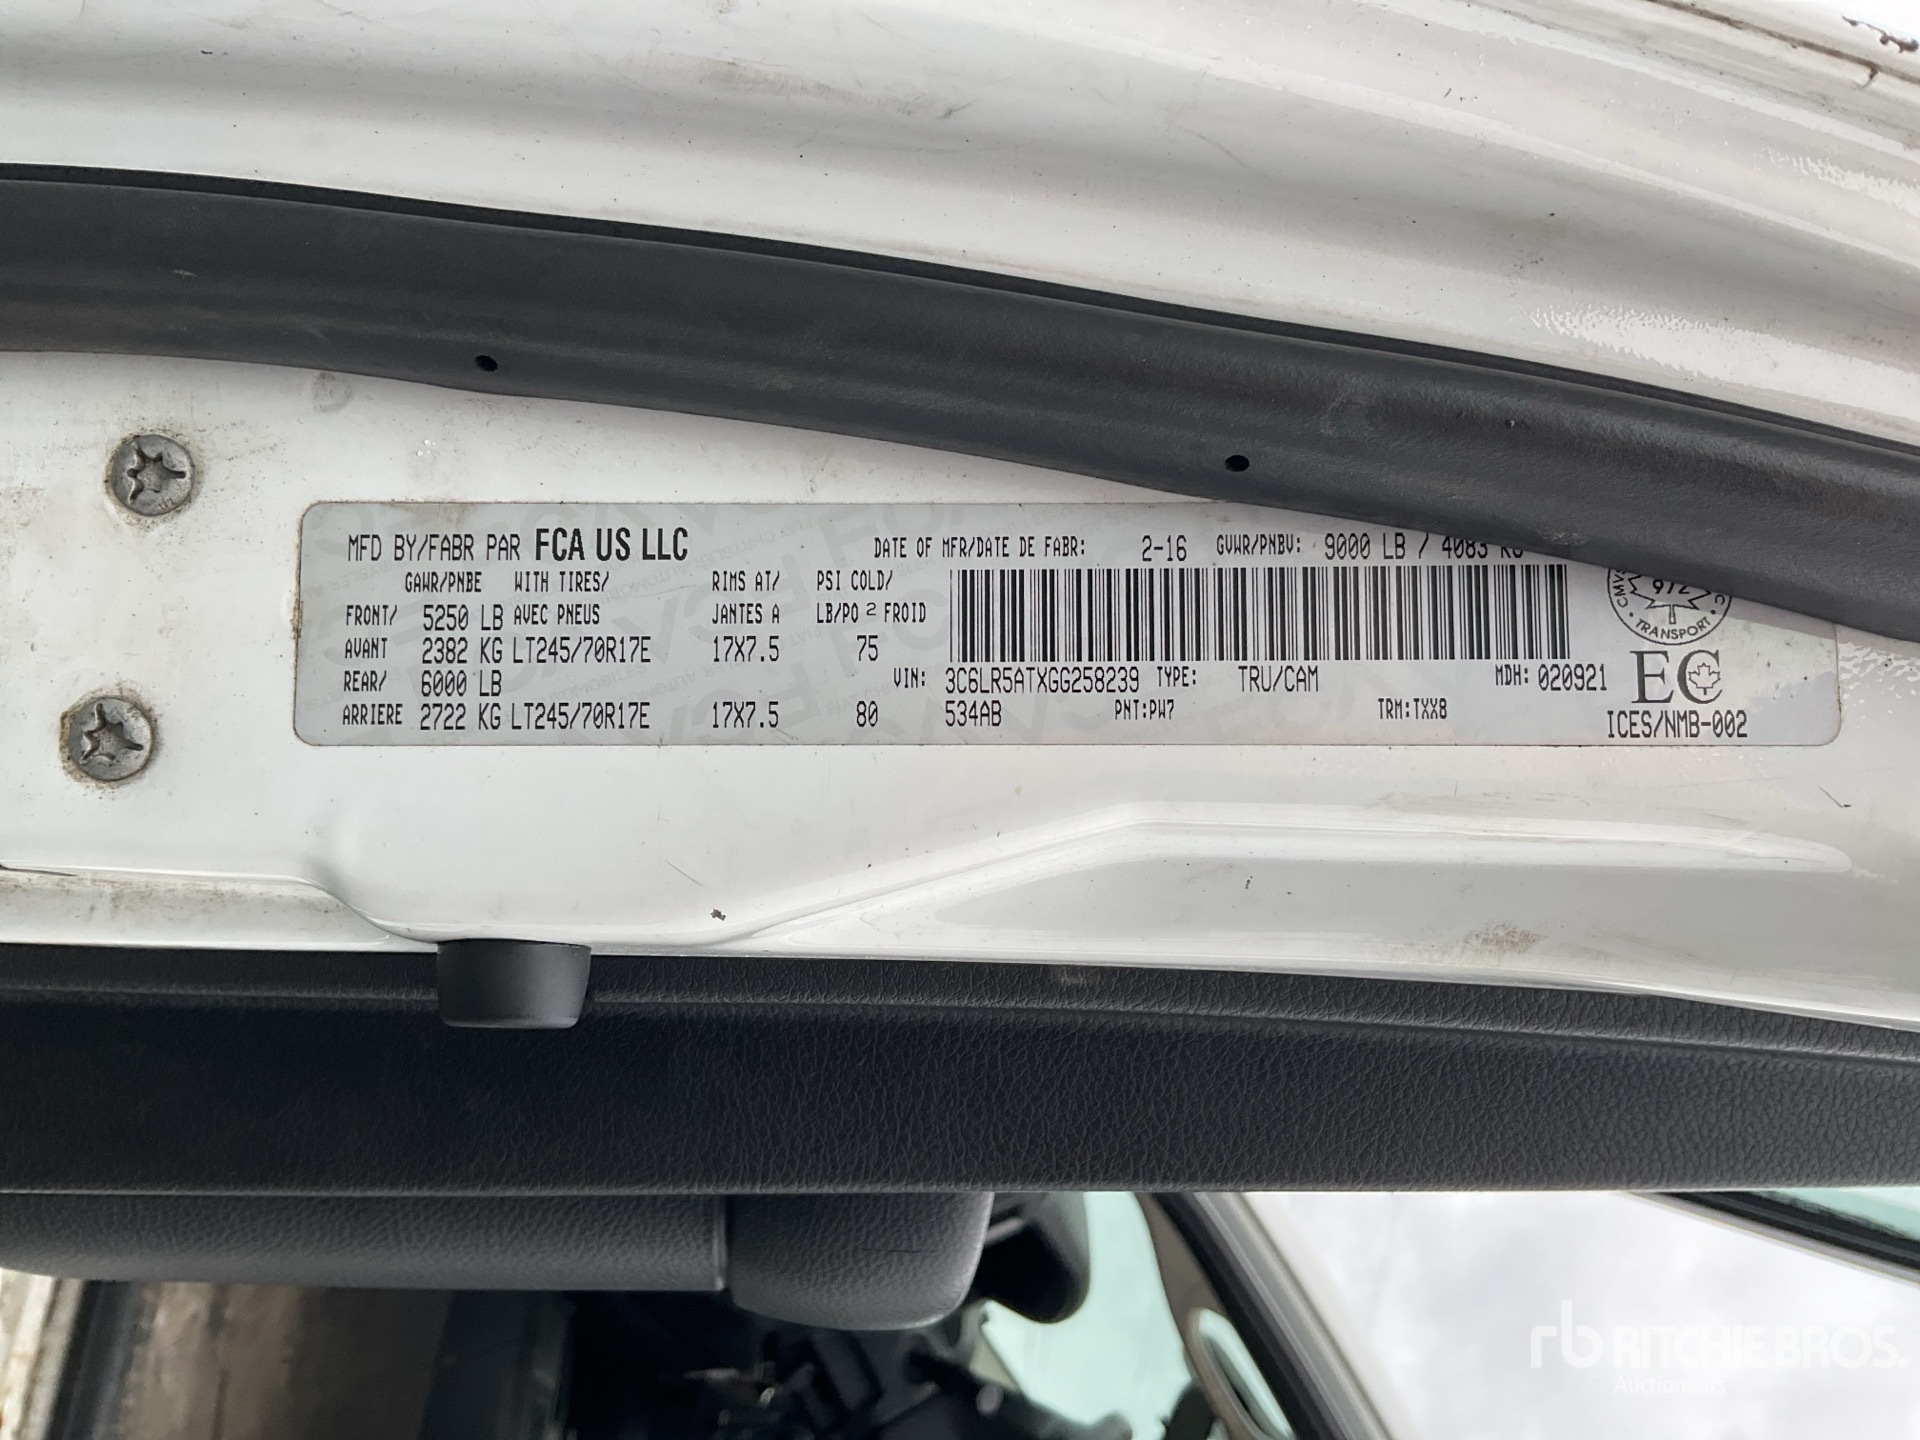 MFD BY/FABR PAR FCA US LLC DATE OF MFR/DATE DE FABR: 2-16 GVWR/PNBV: 9000 LB / 4083 KG
GAWR/PNBE WITH TIRES/ RIMS AT/ PSI COLD/
FRONT/ 5250 LB AVEC PNEUS JANTES A LB/PO 2 FROID
AVANT 2382 KG LT245/70R17E 17X7.5 75
REAR/ 6000 LB VIN: 3C6LR5ATXGG258239 TYPE: TRU/CAM MDH: 020921
ARRIERE 2722 KG LT245/70R17E 17X7.5 80 534AB PNT:PW7 TRM:TXX8
TRANSPORT
EC
ICES/NMB-002
rb RITCHIE BROS.
Auctioneers